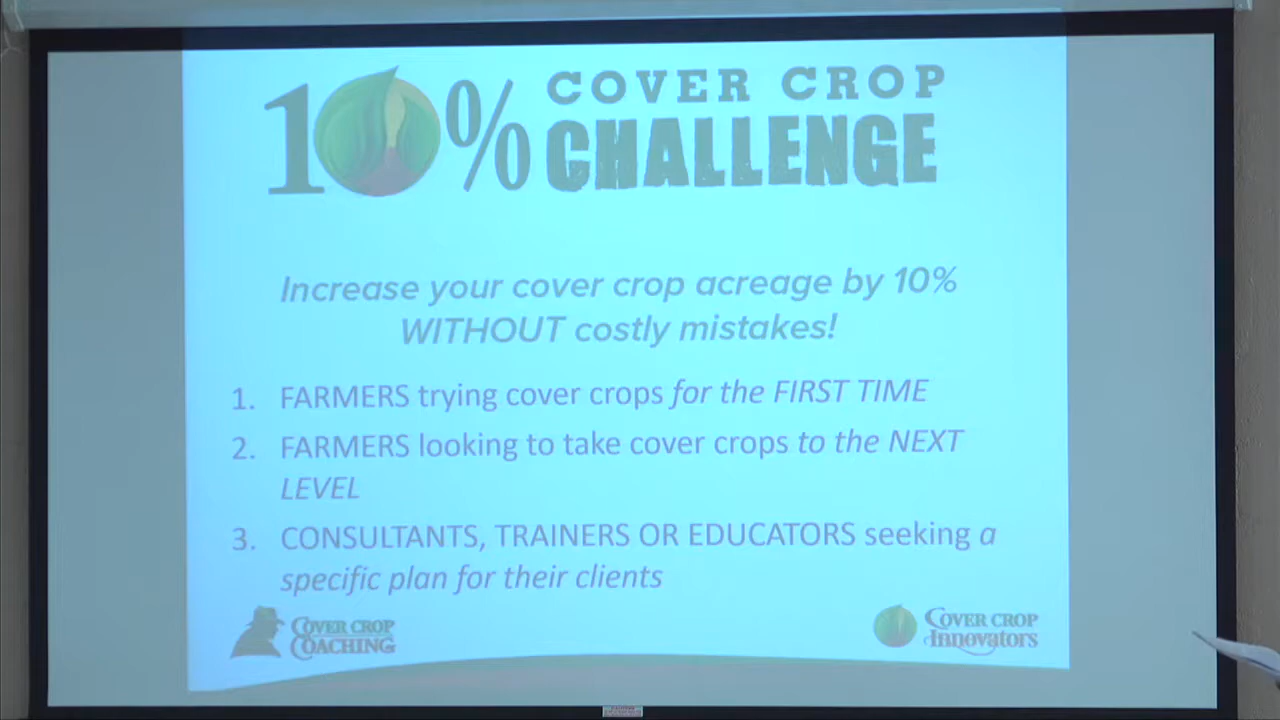 10% COVER CROP
CHALLENGE
Increase your cover crop acreage by 10%
WITHOUT costly mistakes!
1. FARMERS trying cover crops for the FIRST TIME
2. FARMERS looking to take cover crops to the NEXT
LEVEL
3. CONSULTANTS, TRAINERS OR EDUCATORS seeking a
specific plan for their clients
COVER CROP
COACHING
COVER CROP
Innovators